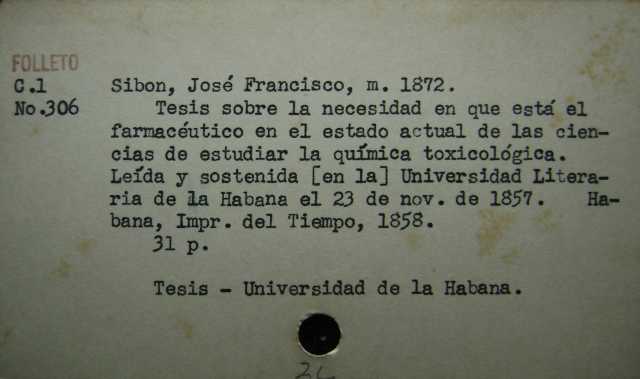 FOLLETO
C.1 Sibon, José Francisco, m. 1872.
No.306 Tesis sobre la necesidad en que está el
farmacéutico en el estado actual de las cien-
cias de estudiar la química toxicológica.
Leída y sostenida [en la] Universidad Litera-
ria de la Habana el 23 de nov. de 1857. Ha-
bana, Impr. del Tiempo, 1858.
31 p.
Tesis - Universidad de la Habana.